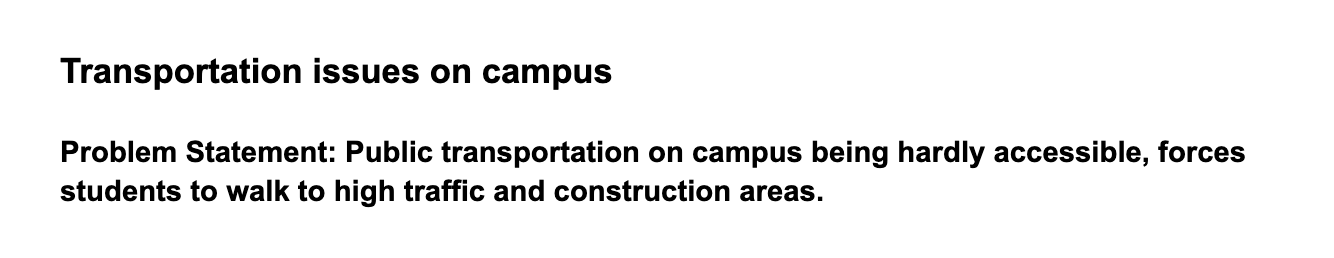 Transportation issues on campus
Problem Statement: Public transportation on campus being hardly accessible, forces
students to walk to high traffic and construction areas.